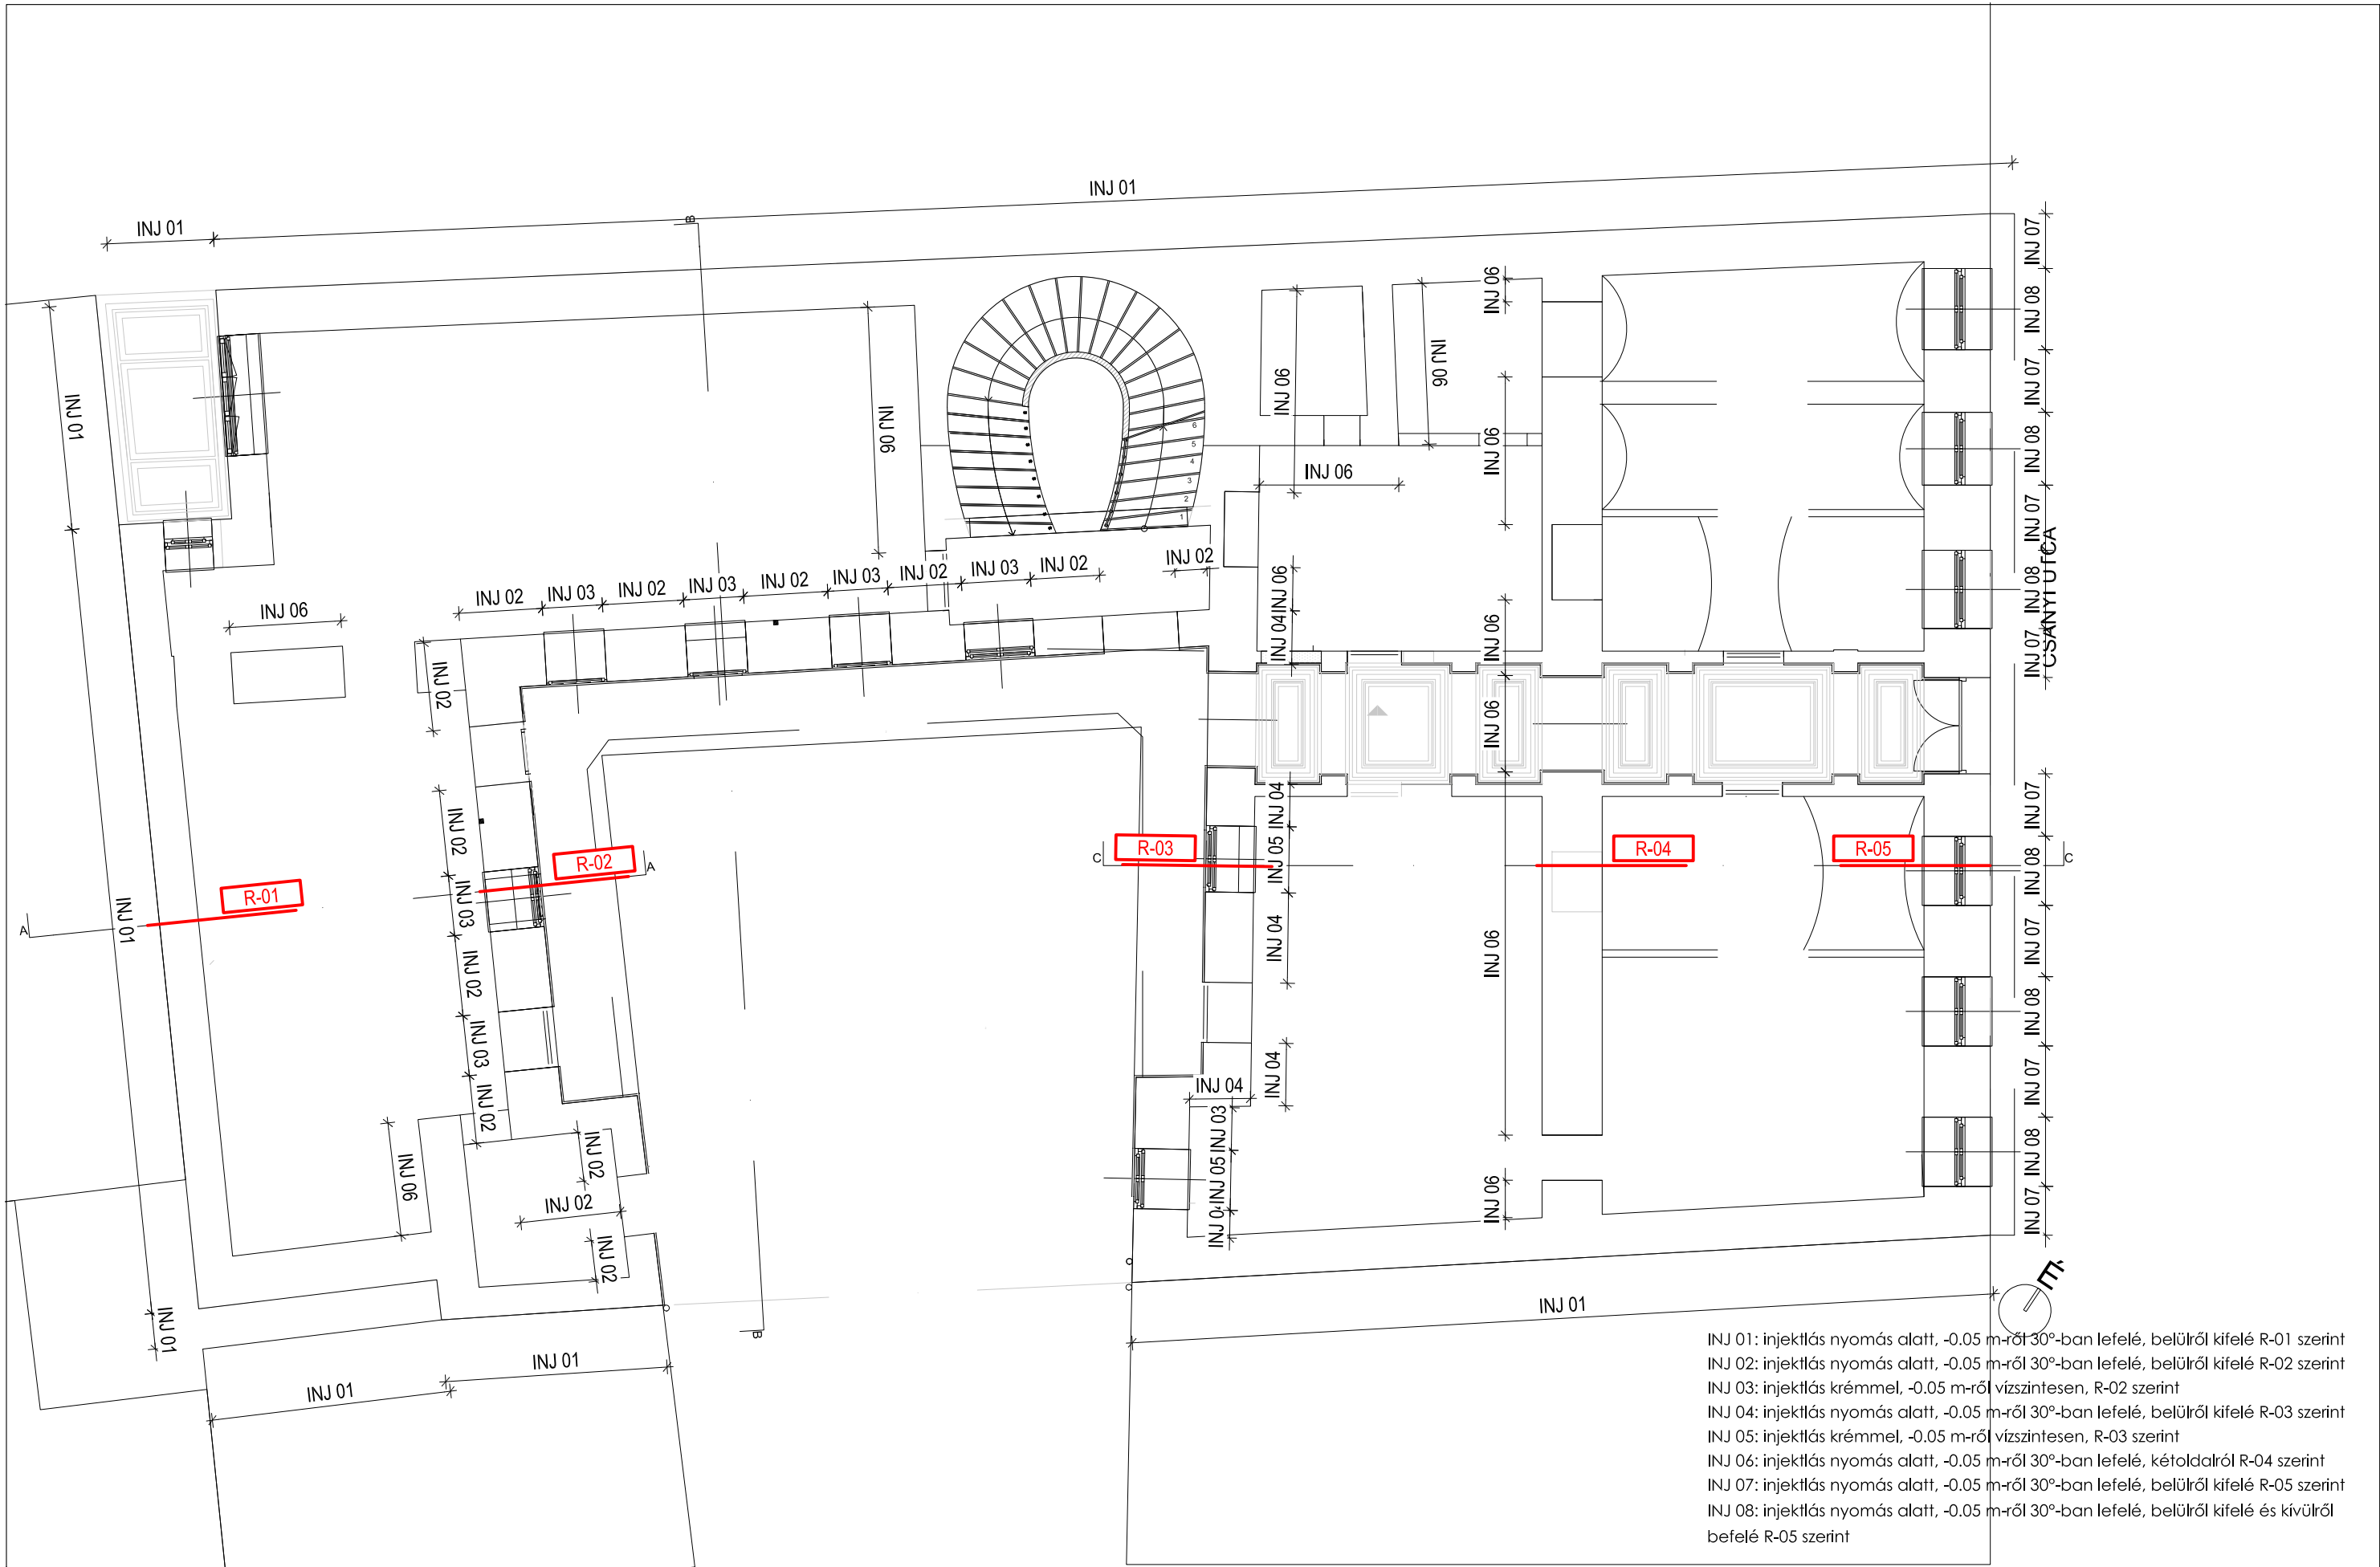 INJ 01
INJ 01
B
INJ 07
INJ 08
INJ 07
INJ 08
INJ 07
INJ 08
INJ 07
CSÁNYI UTCA
INJ 01
INJ 06
INJ 06
INJ 06
INJ 06
INJ 06
INJ 06
6
5
4
3
2
1
INJ 02
INJ 03
INJ 02
INJ 03
INJ 02
INJ 03
INJ 02
INJ 03
INJ 02
INJ 02
INJ 06
INJ 04
INJ 06
INJ 06
INJ 06
INJ 02
INJ 02
INJ 03
INJ 02
INJ 03
INJ 02
R-01
A
INJ 01
R-02
A
C
R-03
INJ 04
INJ 05
INJ 04
INJ 04
INJ 04
INJ 03
INJ 05
INJ 04
R-04
R-05
C
INJ 06
INJ 06
INJ 07
INJ 08
INJ 07
INJ 08
INJ 07
INJ 08
INJ 07
INJ 06
INJ 02
INJ 02
INJ 02
INJ 01
INJ 01
INJ 01
B
INJ 01
É
INJ 01: injektlás nyomás alatt, -0.05 m-ről 30°-ban lefelé, belülről kifelé R-01 szerint
INJ 02: injektlás nyomás alatt, -0.05 m-ről 30°-ban lefelé, belülről kifelé R-02 szerint
INJ 03: injektlás krémmel, -0.05 m-ről vízszintesen, R-02 szerint
INJ 04: injektlás nyomás alatt, -0.05 m-ről 30°-ban lefelé, belülről kifelé R-03 szerint
INJ 05: injektlás krémmel, -0.05 m-ről vízszintesen, R-03 szerint
INJ 06: injektlás nyomás alatt, -0.05 m-ről 30°-ban lefelé, kétoldalról R-04 szerint
INJ 07: injektlás nyomás alatt, -0.05 m-ről 30°-ban lefelé, belülről kifelé R-05 szerint
INJ 08: injektlás nyomás alatt, -0.05 m-ről 30°-ban lefelé, belülről kifelé és kívülről
befelé R-05 szerint